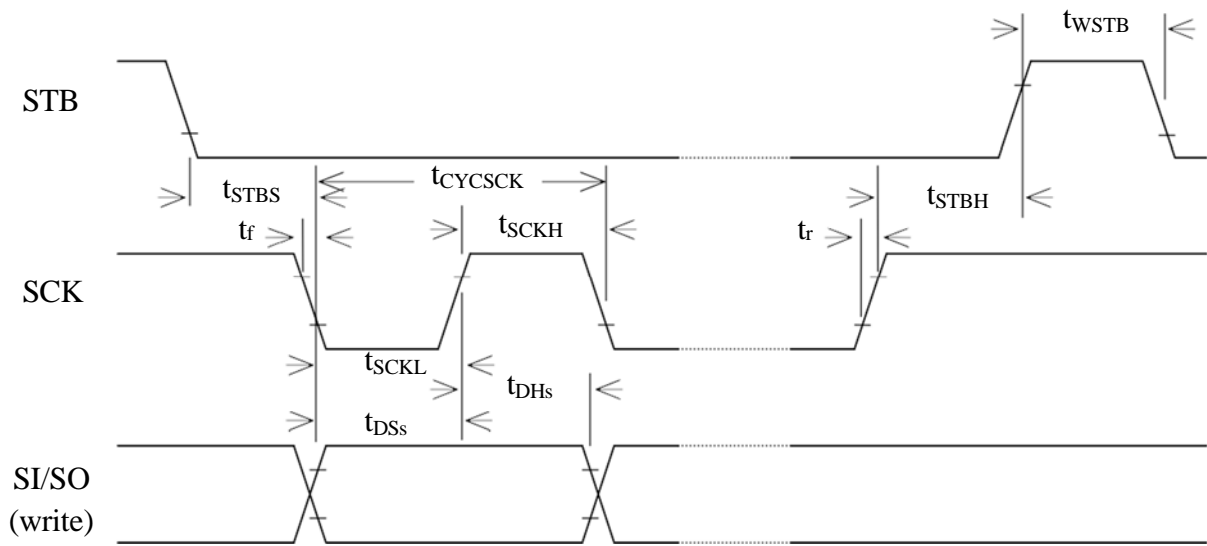 tWSTB
STB
tSTBS
tCYCSCK
tSTBH
tf
tSCKH
tr
SCK
tSCKL
tDHs
tDSs
SI/SO
(write)